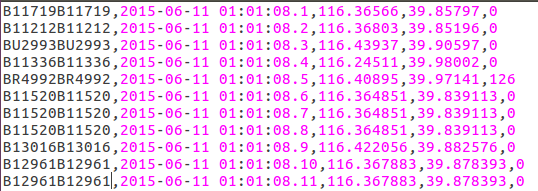 B11719B11719,2015-06-11 01:01:08.1,116.36566,39.85797,0
B11212B11212,2015-06-11 01:01:08.2,116.36803,39.85196,0
BU2993BU2993,2015-06-11 01:01:08.3,116.43937,39.90597,0
B11336B11336,2015-06-11 01:01:08.4,116.24511,39.98002,0
BR4992BR4992,2015-06-11 01:01:08.5,116.40895,39.97141,126
B11520B11520,2015-06-11 01:01:08.6,116.364851,39.839113,0
B11520B11520,2015-06-11 01:01:08.7,116.364851,39.839113,0
B11520B11520,2015-06-11 01:01:08.8,116.364851,39.839113,0
B13016B13016,2015-06-11 01:01:08.9,116.422056,39.882576,0
B12961B12961,2015-06-11 01:01:08.10,116.367883,39.878393,0
B12961B12961,2015-06-11 01:01:08.11,116.367883,39.878393,0